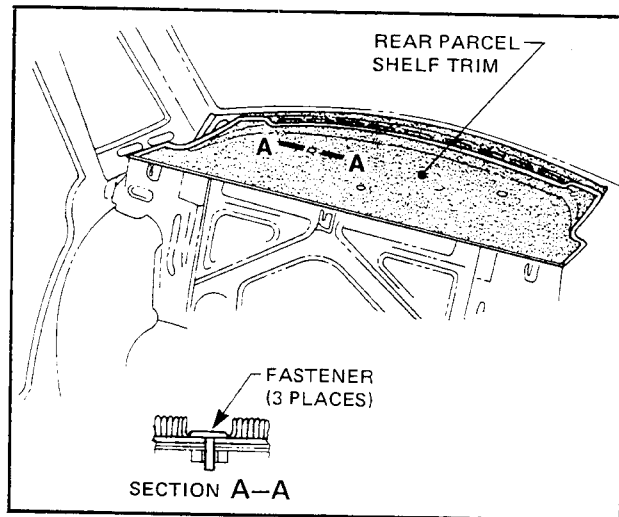 REAR PARCEL
SHELF TRIM
A A
FASTENER
(3 PLACES)
SECTION A–A